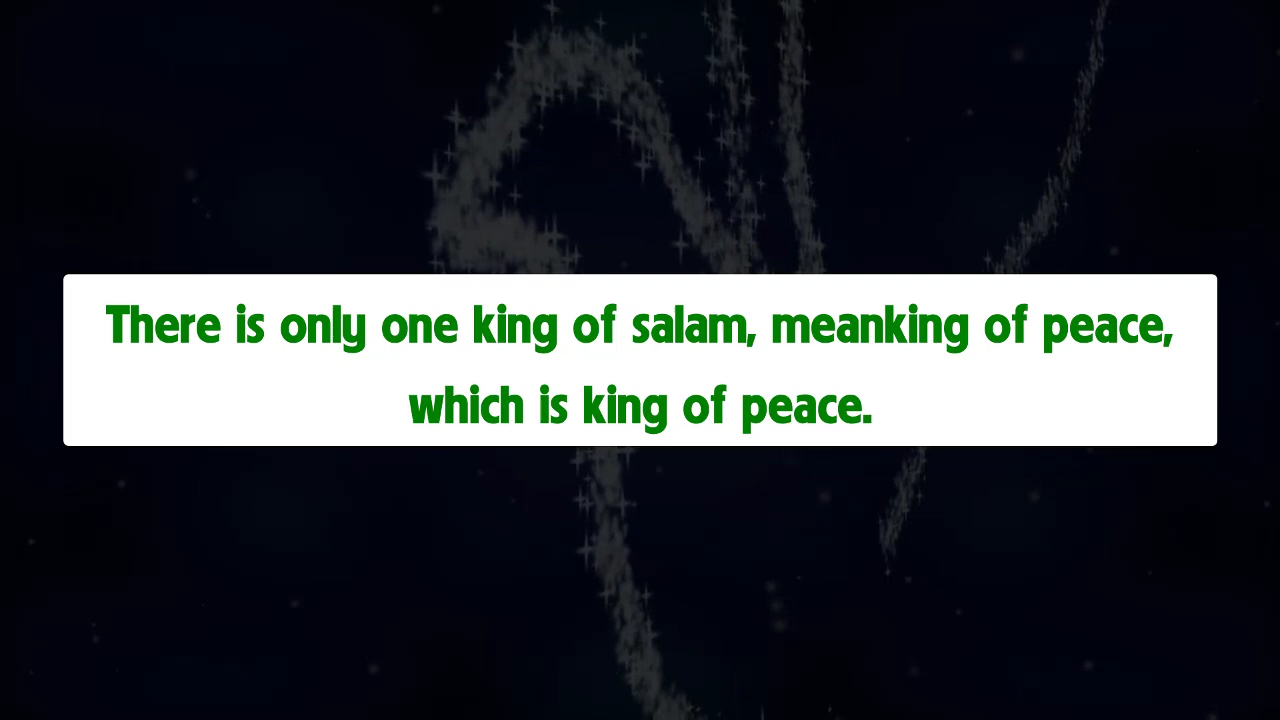 There is only one king of salam, meanking of peace,
which is king of peace.